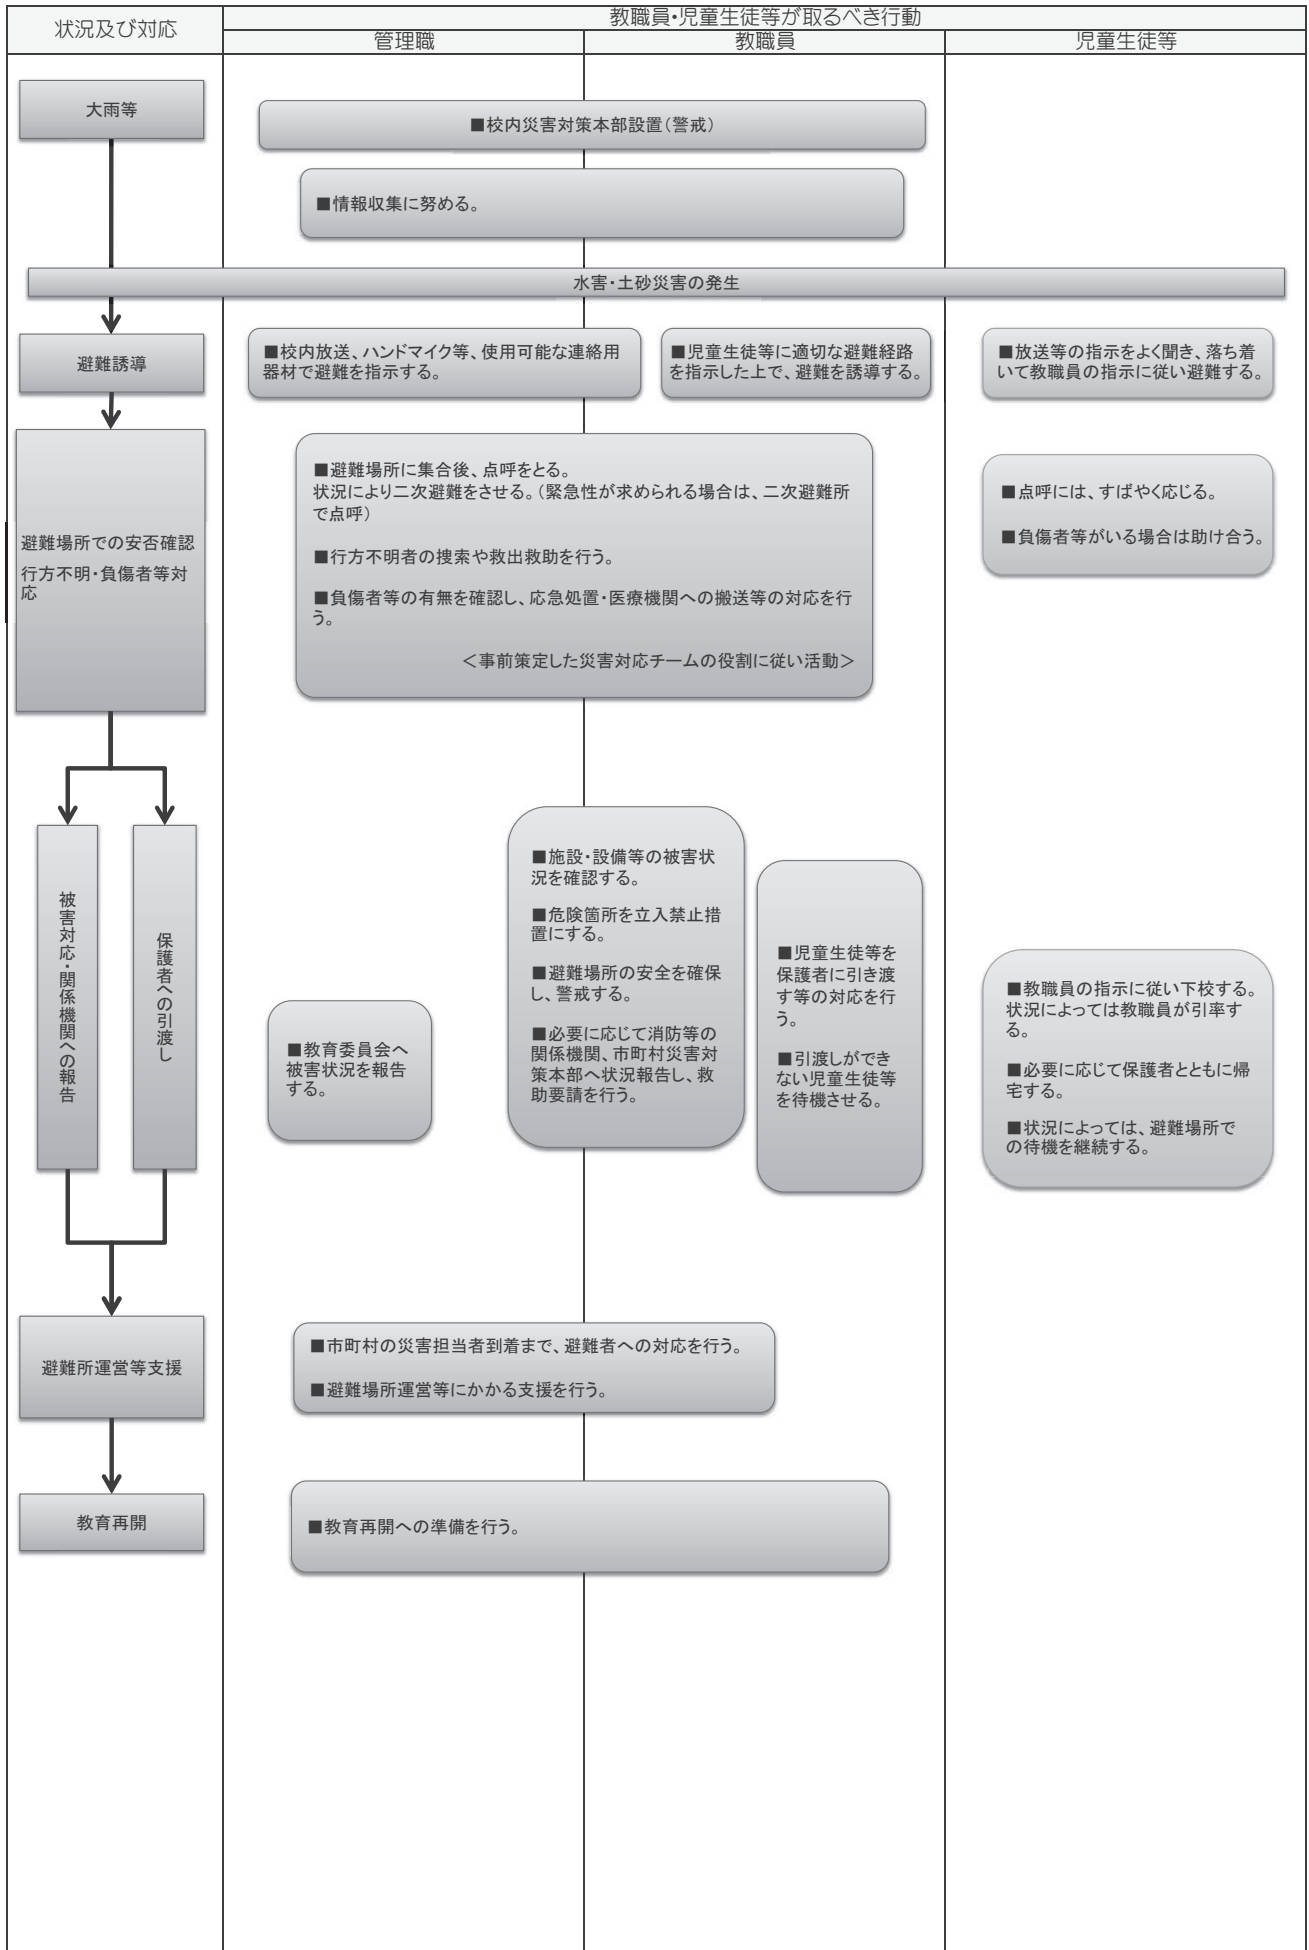 状況及び対応
教職員・児童生徒等が取るべき行動
管理職
教職員
児童生徒等
大雨等
■校内災害対策本部設置（警戒）
■情報収集に努める。
水害・土砂災害の発生
避難誘導
■校内放送、ハンドマイク等、使用可能な連絡用
器材で避難を指示する。
■児童生徒等に適切な避難経路
を指示した上で、避難を誘導する。
■放送等の指示をよく聞き、落ち着
いて教職員の指示に従い避難する。
避難場所での安否確認
行方不明・負傷者等対
応
■避難場所に集合後、点呼をとる。
状況により二次避難をさせる。（緊急性が求められる場合は、二次避難所
で点呼）
■行方不明者の捜索や救出救助を行う。
■負傷者等の有無を確認し、応急処置・医療機関への搬送等の対応を行
う。
＜事前策定した災害対応チームの役割に従い活動＞
■点呼には、すばやく応じる。
■負傷者等がいる場合は助け合う。
被害対応・関係機関への報告
保護者への引渡し
■教育委員会へ
被害状況を報告
する。
■施設・設備等の被害状
況を確認する。
■危険箇所を立入禁止措
置にする。
■避難場所の安全を確保
し、警戒する。
■必要に応じて消防等の
関係機関、市町村災害対
策本部へ状況報告し、救
助要請を行う。
■児童生徒等を
保護者に引き渡
す等の対応を行
う。
■引渡しができ
ない児童生徒等
を待機させる。
■教職員の指示に従い下校する。
状況によっては教職員が引率す
る。
■必要に応じて保護者とともに帰
宅する。
■状況によっては、避難場所で
の待機を継続する。
避難所運営等支援
■市町村の災害担当者到着まで、避難者への対応を行う。
■避難場所運営等にかかる支援を行う。
教育再開
■教育再開への準備を行う。